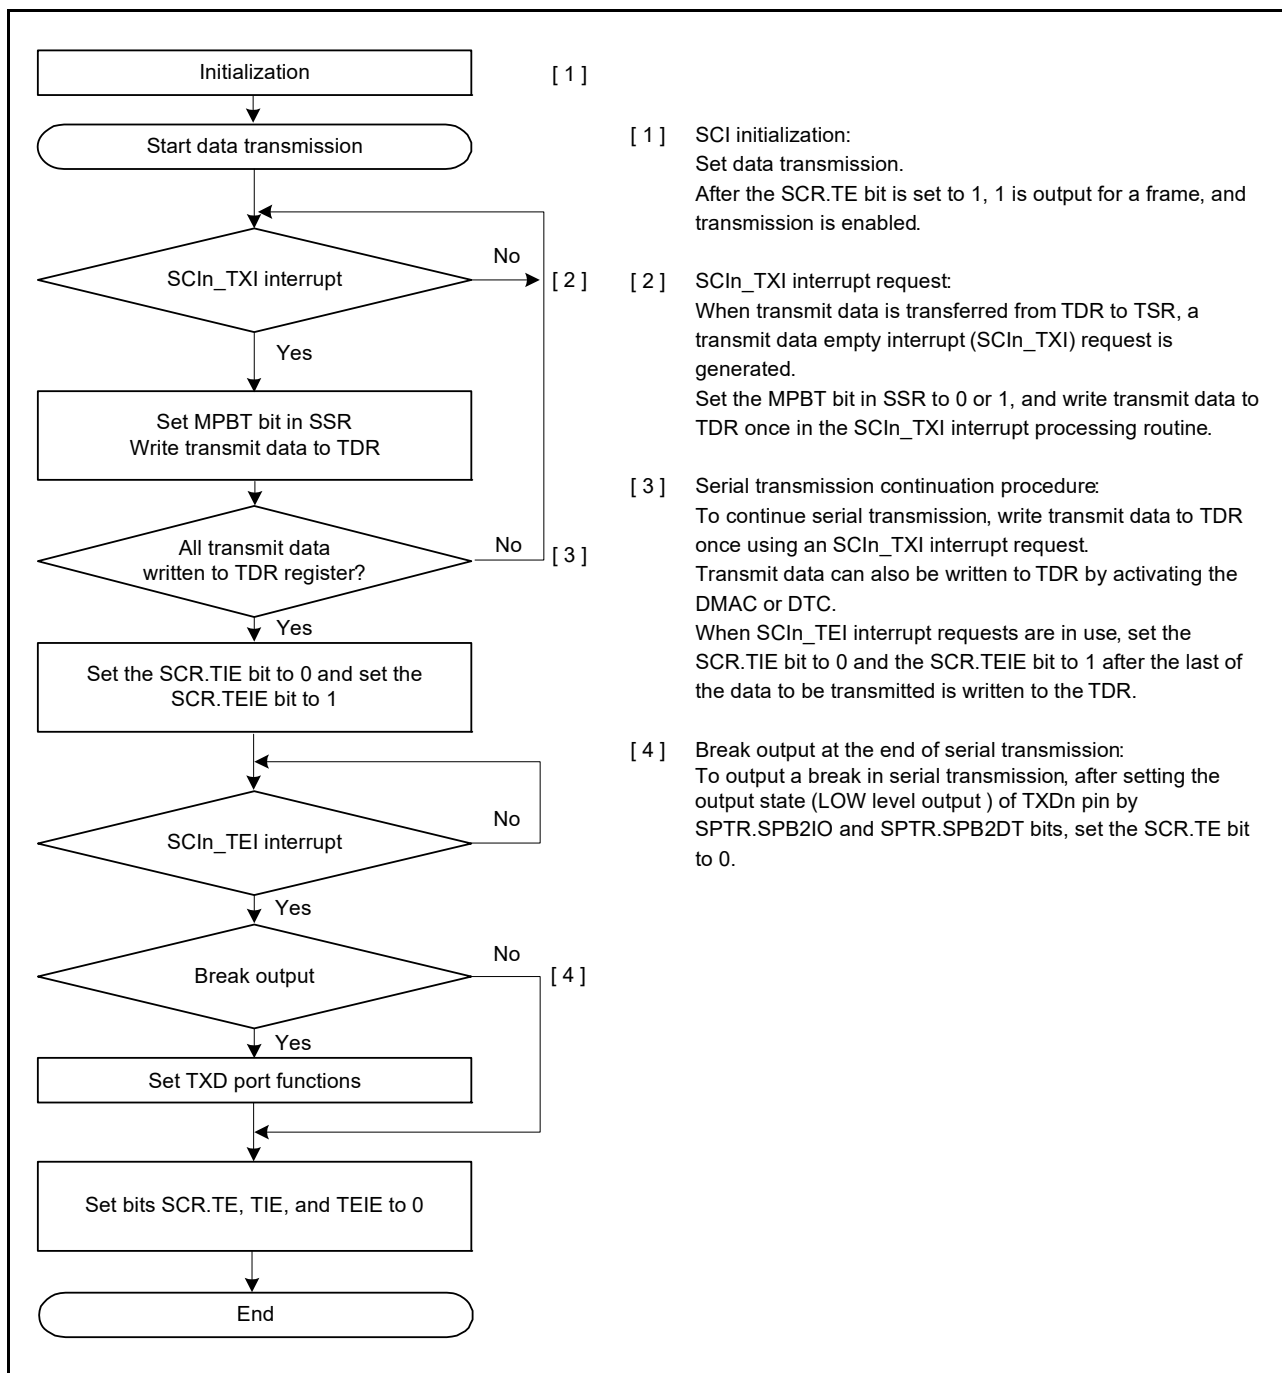 Initialization
[ 1 ]
Start data transmission
SCIn_TXI interrupt
No
[ 2 ]
Yes
Set MPBT bit in SSR
Write transmit data to TDR
All transmit data
written to TDR register?
No
[ 3 ]
Yes
Set the SCR.TIE bit to 0 and set the
SCR.TEIE bit to 1
SCIn_TEI interrupt
No
Yes
Break output
No
[ 4 ]
Yes
Set TXD port functions
Set bits SCR.TE, TIE, and TEIE to 0
End
[ 1 ] SCI initialization:
Set data transmission.
After the SCR.TE bit is set to 1, 1 is output for a frame, and
transmission is enabled.
[ 2 ] SCIn_TXI interrupt request:
When transmit data is transferred from TDR to TSR, a
transmit data empty interrupt (SCIn_TXI) request is
generated.
Set the MPBT bit in SSR to 0 or 1, and write transmit data to
TDR once in the SCIn_TXI interrupt processing routine.
[ 3 ] Serial transmission continuation procedure:
To continue serial transmission, write transmit data to TDR
once using an SCIn_TXI interrupt request.
Transmit data can also be written to TDR by activating the
DMAC or DTC.
When SCIn_TEI interrupt requests are in use, set the
SCR.TIE bit to 0 and the SCR.TEIE bit to 1 after the last of
the data to be transmitted is written to the TDR.
[ 4 ] Break output at the end of serial transmission:
To output a break in serial transmission, after setting the
output state (LOW level output ) of TXDn pin by
SPTR.SPB2IO and SPTR.SPB2DT bits, set the SCR.TE bit
to 0.